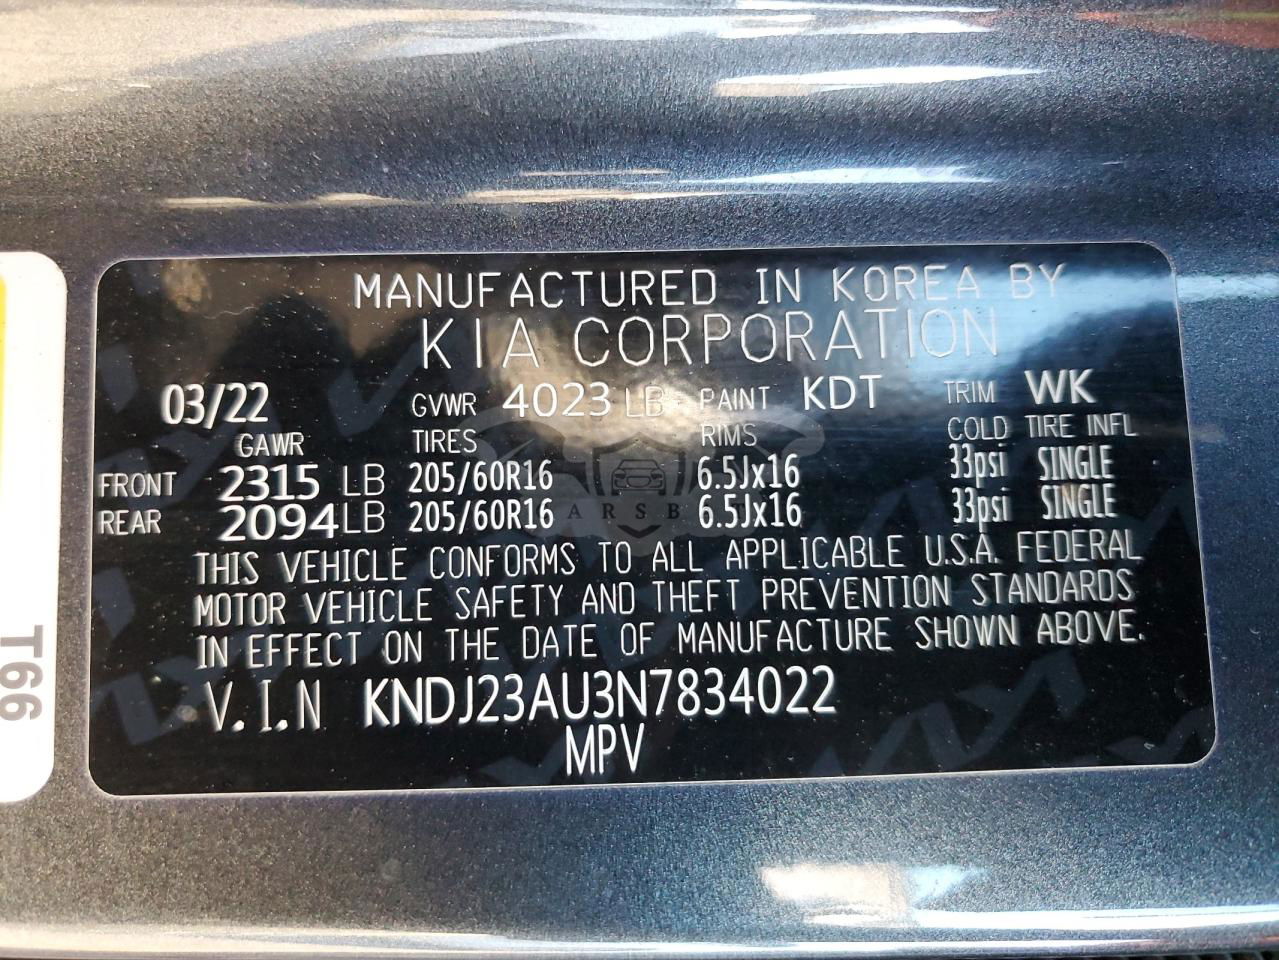 MANUFACTURED IN KOREA BY
KIA CORPORATION
03/22 GVWR 4023 LB PAINT KDT TRIM WK
GAWR TIRES RIMS COLD TIRE INFL
FRONT 2315 LB 205/60R16 6.5Jx16 33psi SINGLE
REAR 2094 LB 205/60R16 6.5Jx16 33psi SINGLE
THIS VEHICLE CONFORMS TO ALL APPLICABLE U.S.A. FEDERAL
MOTOR VEHICLE SAFETY AND THEFT PREVENTION STANDARDS
IN EFFECT ON THE DATE OF MANUFACTURE SHOWN ABOVE.
V.I.N KNDJ23AU3N7834022
MPV
T66